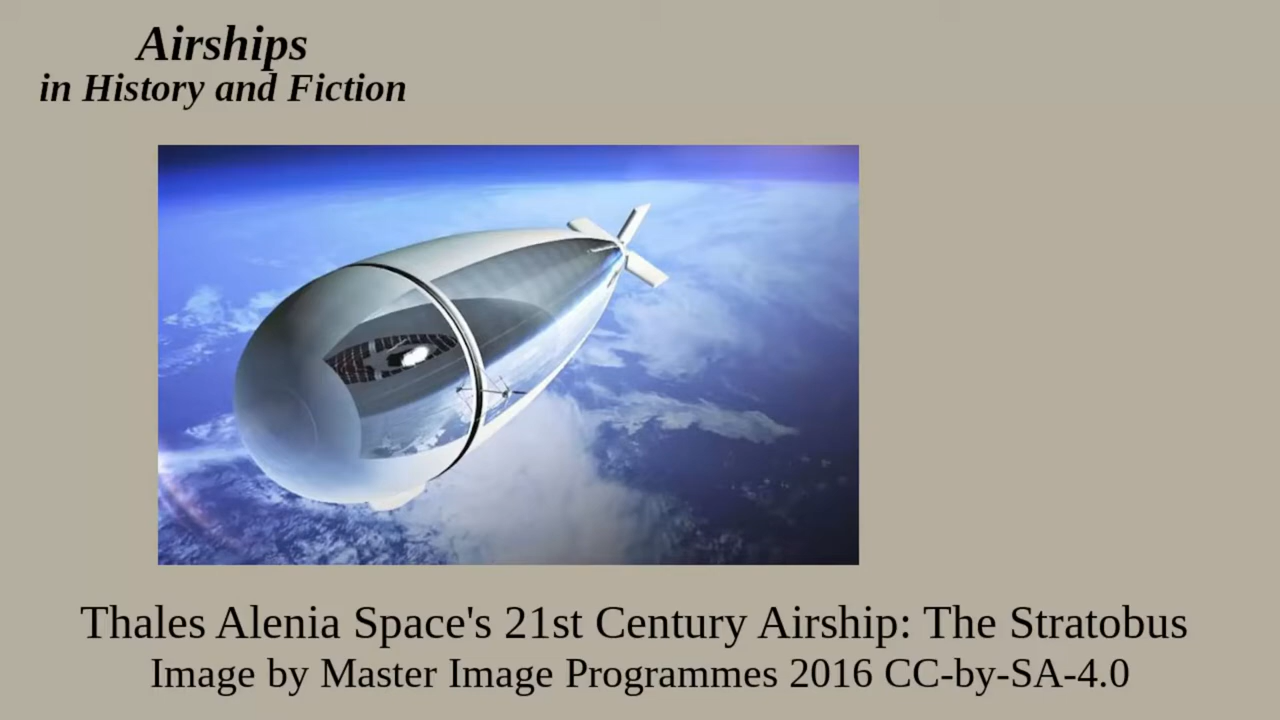 Airships
in History and Fiction
Thales Alenia Space's 21st Century Airship: The Stratobus
Image by Master Image Programmes 2016 CC-by-SA-4.0